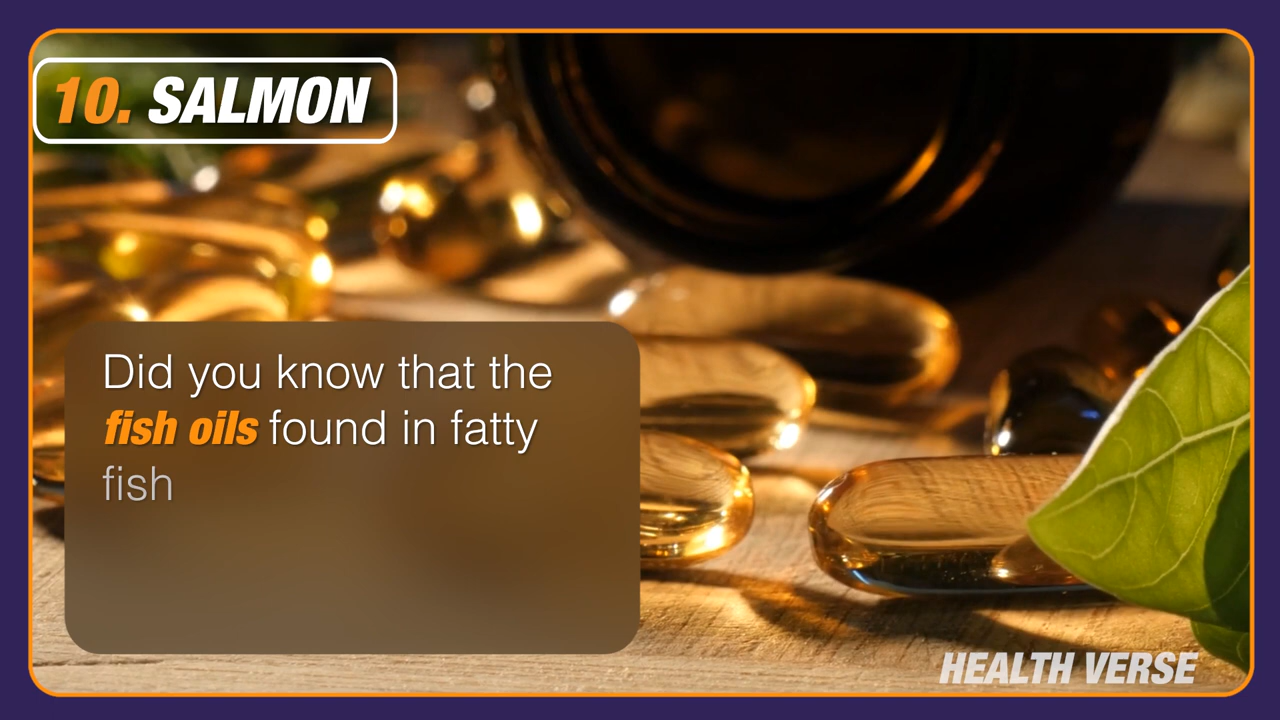 10. SALMON
Did you know that the
fish oils found in fatty
fish
HEALTH VERSE